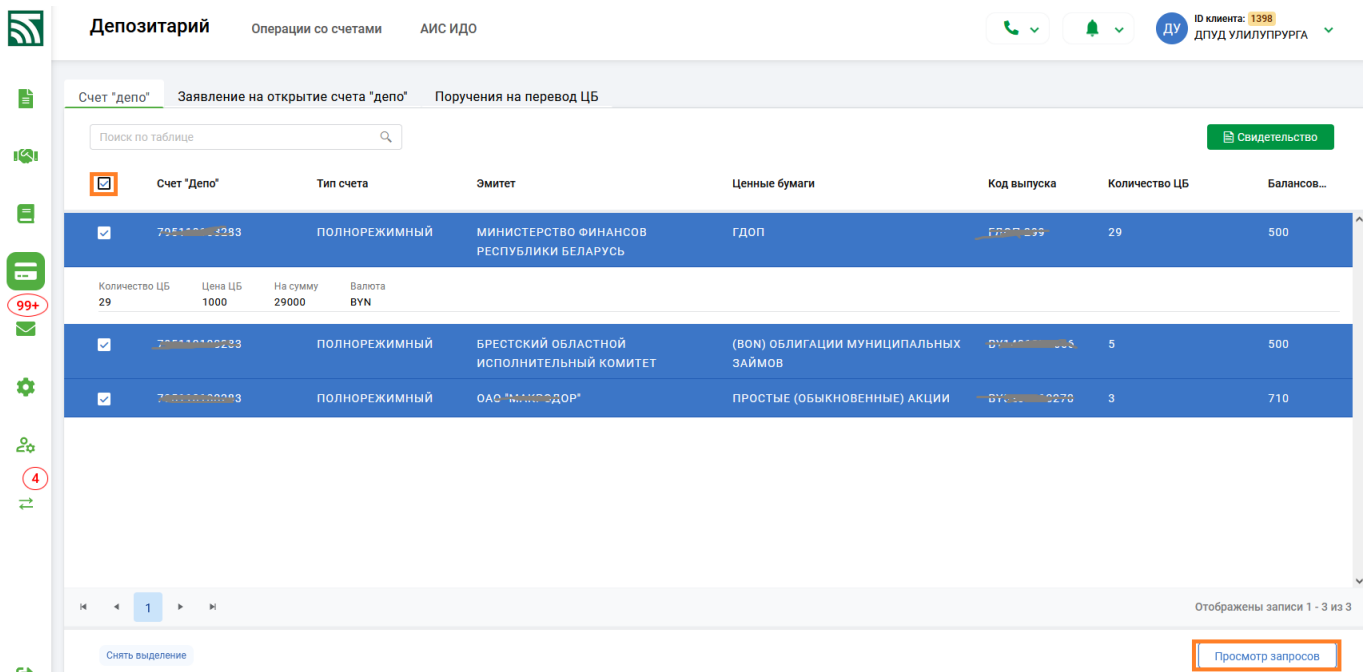 Депозитарий Операции со счетами АИС ИДО
ID клиента: 1398
ДУ ДПУД УЛИЛУПРУРГА
Счет "депо" Заявление на открытие счета "депо" Поручения на перевод ЦБ
Поиск по таблице Свидетельство
Счет "Депо" Тип счета Эмитет Ценные бумаги Код выпуска Количество ЦБ Балансов...
ПОЛНОРЕЖИМНЫЙ МИНИСТЕРСТВО ФИНАНСОВ ГДОП 29 500
РЕСПУБЛИКИ БЕЛАРУСЬ
Количество ЦБ Цена ЦБ На сумму Валюта
29 1000 29000 BYN
99+
ПОЛНОРЕЖИМНЫЙ БРЕСТСКИЙ ОБЛАСТНОЙ (BON) ОБЛИГАЦИИ МУНИЦИПАЛЬНЫХ 5 500
ИСПОЛНИТЕЛЬНЫЙ КОМИТЕТ ЗАЙМОВ
ПОЛНОРЕЖИМНЫЙ ОАО ПРОСТЫЕ (ОБЫКНОВЕННЫЕ) АКЦИИ 3 710
4
1 Отображены записи 1 - 3 из 3
Снять выделение Просмотр запросов